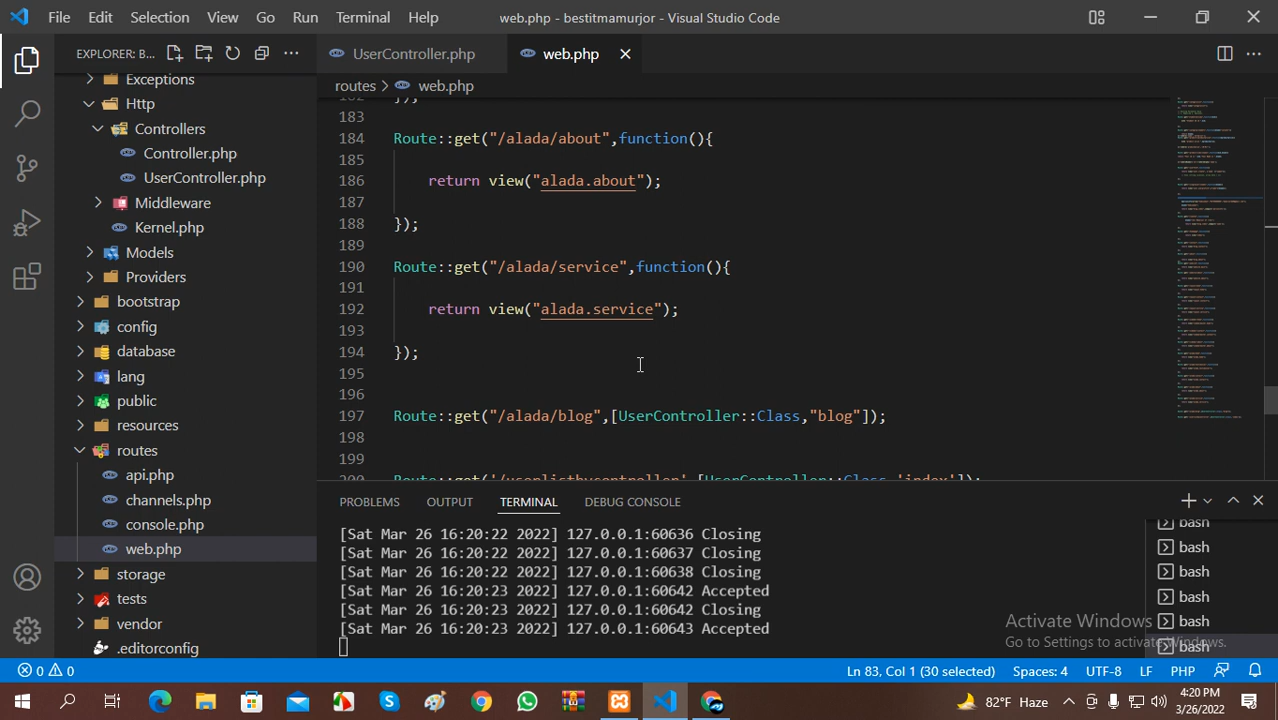 File Edit Selection View Go Run Terminal Help
web.php - bestitmamurjor - Visual Studio Code
EXPLORER: B...
Exceptions
Http
Controllers
Controller.php
UserController.php
Middleware
Kernel.php
Models
Providers
bootstrap
config
database
lang
public
resources
routes
api.php
channels.php
console.php
web.php
storage
tests
vendor
.editorconfig
UserController.php
web.php
routes > web.php
182 });
183
184 Route::get("/alada/about",function(){
185
186 return view("alada.about");
187
188 });
189
190 Route::get("/alada/service",function(){
191
192 return view("alada.service");
193
194 });
195
196
197 Route::get("/alada/blog",[UserController::Class,"blog"]);
198
199
200 Route::get('/userlistbycontroller',[UserController::Class,'index']);
PROBLEMS OUTPUT TERMINAL DEBUG CONSOLE
[Sat Mar 26 16:20:22 2022] 127.0.0.1:60636 Closing
[Sat Mar 26 16:20:22 2022] 127.0.0.1:60637 Closing
[Sat Mar 26 16:20:22 2022] 127.0.0.1:60638 Closing
[Sat Mar 26 16:20:23 2022] 127.0.0.1:60642 Accepted
[Sat Mar 26 16:20:23 2022] 127.0.0.1:60642 Closing
[Sat Mar 26 16:20:23 2022] 127.0.0.1:60643 Accepted
bash
bash
bash
bash
bash
bash
Activate Windows
Go to Settings to activate Windows.
0 0
Ln 83, Col 1 (30 selected) Spaces: 4 UTF-8 LF PHP
82°F Haze
4:20 PM
3/26/2022